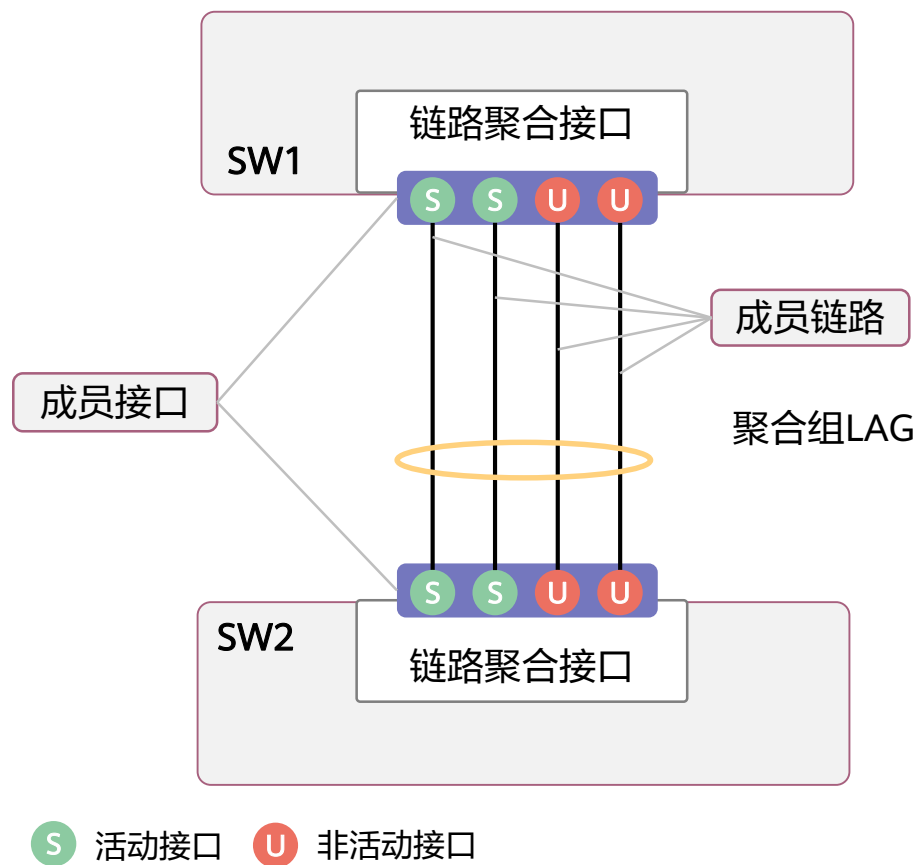 链路聚合接口
SW1
S S U U
成员链路
成员接口
聚合组LAG
S S U U
SW2
链路聚合接口
S 活动接口 U 非活动接口